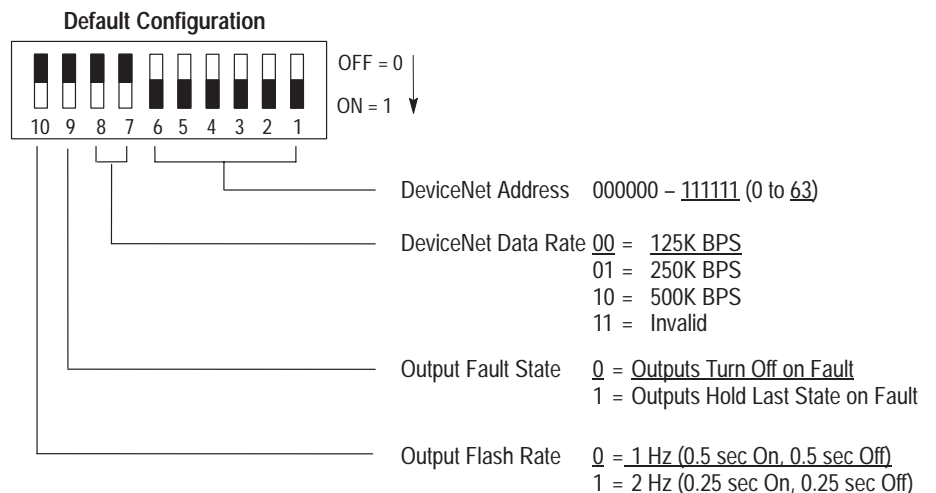 Default Configuration
OFF = 0
ON = 1
10 9 8 7 6 5 4 3 2 1
DeviceNet Address 000000 – 111111 (0 to 63)
DeviceNet Data Rate 00 = 125K BPS
01 = 250K BPS
10 = 500K BPS
11 = Invalid
Output Fault State 0 = Outputs Turn Off on Fault
1 = Outputs Hold Last State on Fault
Output Flash Rate 0 = 1 Hz (0.5 sec On, 0.5 sec Off)
1 = 2 Hz (0.25 sec On, 0.25 sec Off)